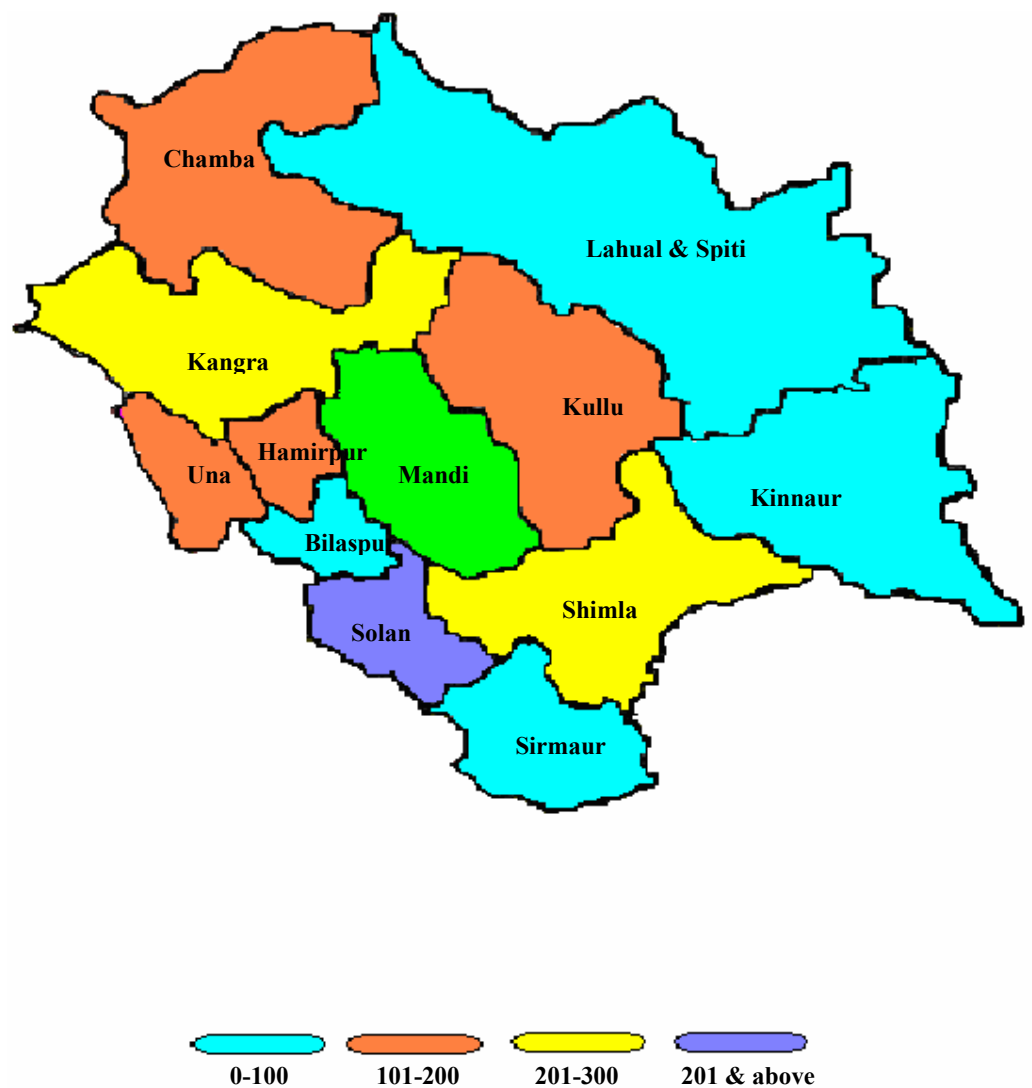 Chamba
Lahual & Spiti
Kangra
Kullu
Hamirpur
Una
Mandi
Kinnaur
Bilaspu
Shimla
Solan
Sirmaur
0-100 101-200 201-300 201 & above